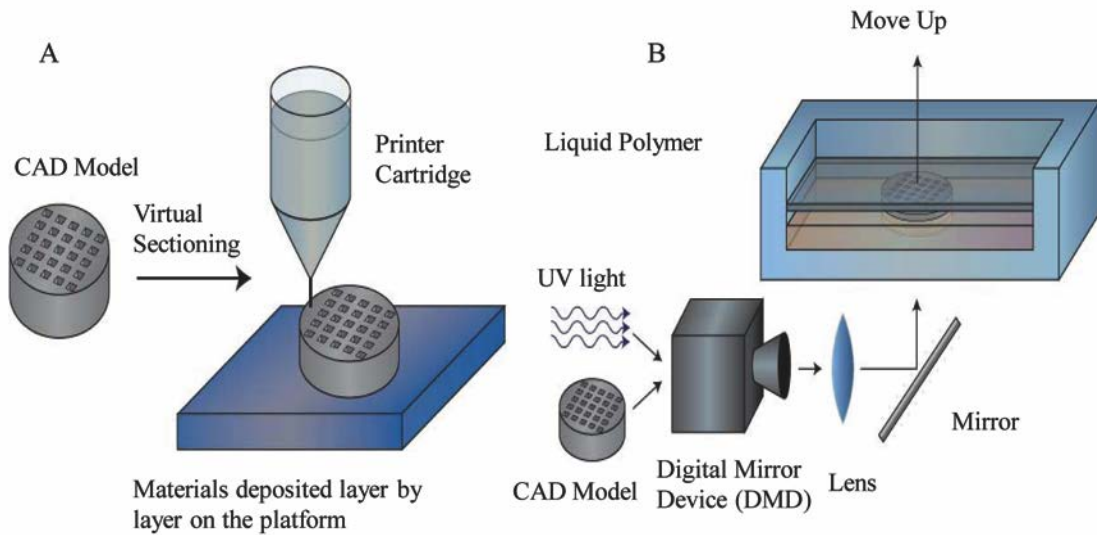 A
CAD Model
Virtual
Sectioning
Printer
Cartridge
Materials deposited layer by
layer on the platform
B
Move Up
Liquid Polymer
UV light
CAD Model
Digital Mirror
Device (DMD)
Lens
Mirror